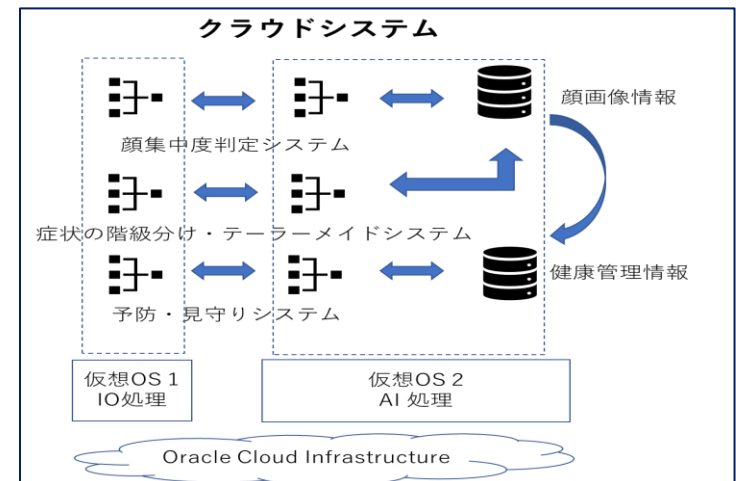 クラウドシステム
顔画像情報
顔集中度判定システム
症状の階級分け・テーラーメイドシステム
健康管理情報
予防・見守りシステム
仮想OS１
IO処理
仮想OS２
AI 処理
Oracle Cloud Infrastructure